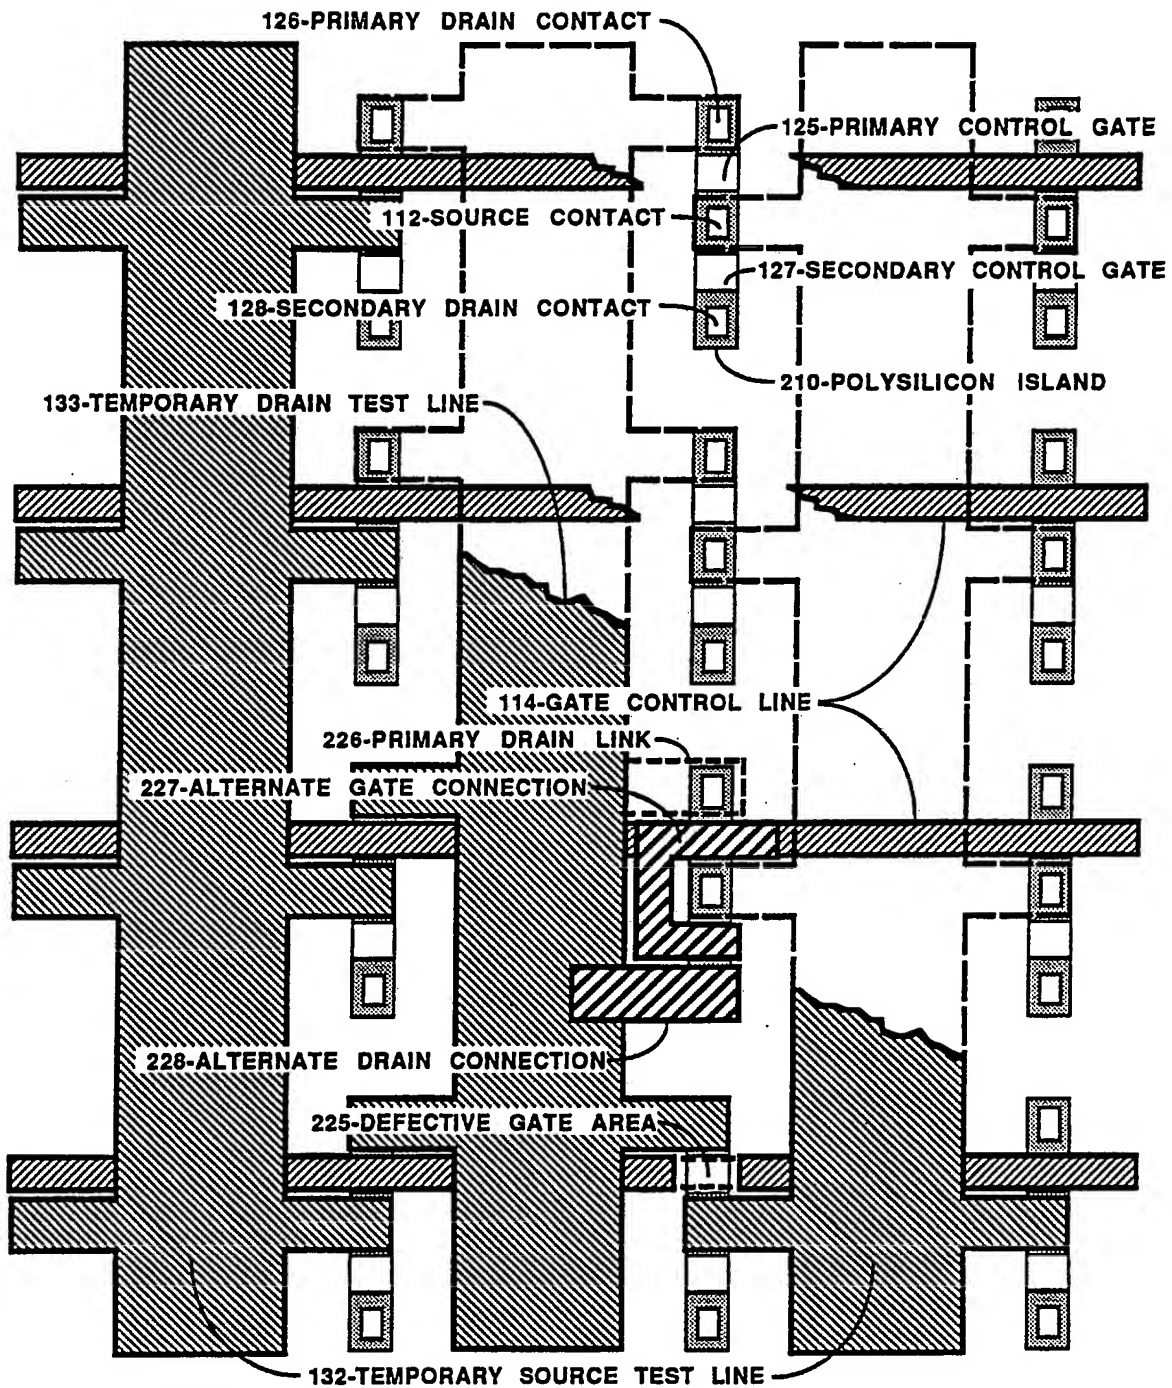 126-PRIMARY DRAIN CONTACT
125-PRIMARY CONTROL GATE
112-SOURCE CONTACT
127-SECONDARY CONTROL GATE
128-SECONDARY DRAIN CONTACT
210-POLYSILICON ISLAND
133-TEMPORARY DRAIN TEST LINE
114-GATE CONTROL LINE
226-PRIMARY DRAIN LINK
227-ALTERNATE GATE CONNECTION
228-ALTERNATE DRAIN CONNECTION
225-DEFECTIVE GATE AREA
132-TEMPORARY SOURCE TEST LINE